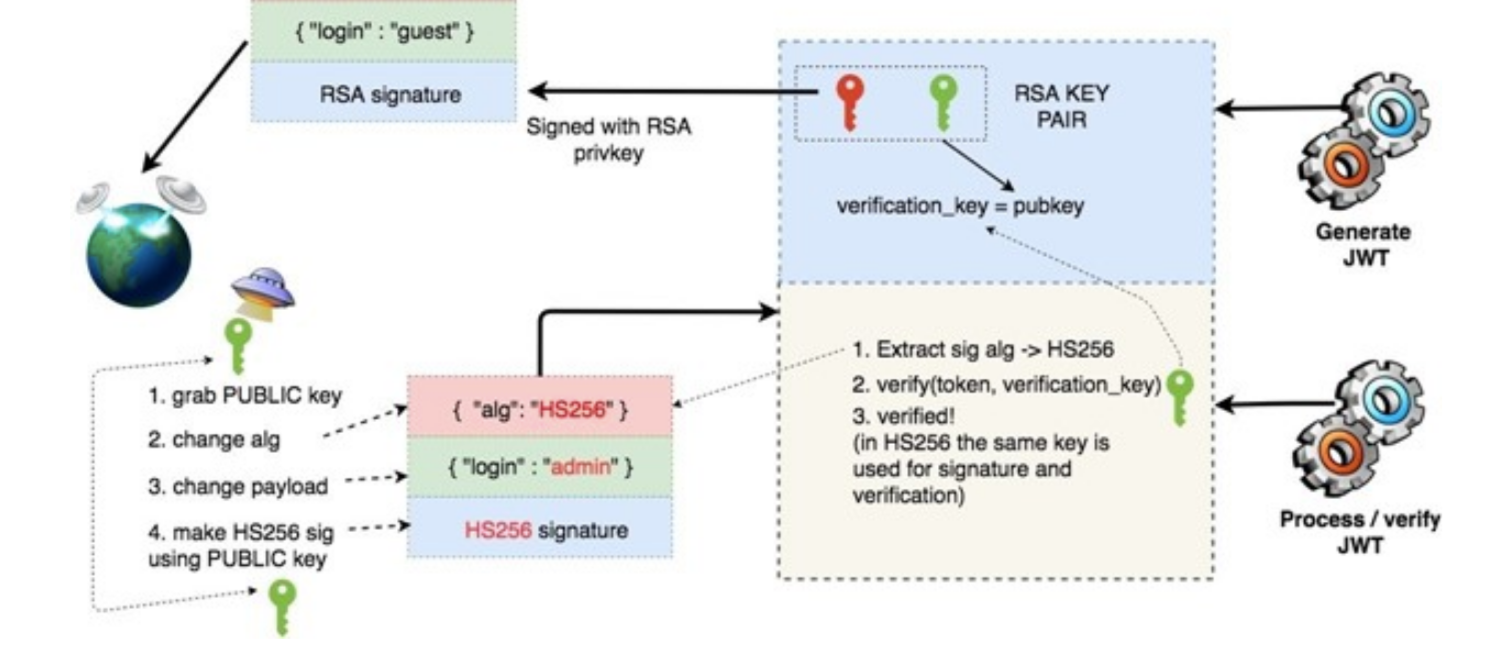 { "login" : "guest" }
RSA signature
Signed with RSA
privkey
RSA KEY
PAIR
verification_key = pubkey
Generate
JWT
1. grab PUBLIC key
2. change alg
3. change payload
4. make HS256 sig
using PUBLIC key
{ "alg": "HS256" }
{ "login" : "admin" }
HS256 signature
1. Extract sig alg -> HS256
2. verify(token, verification_key)
3. verified!
(in HS256 the same key is
used for signature and
verification)
Process / verify
JWT